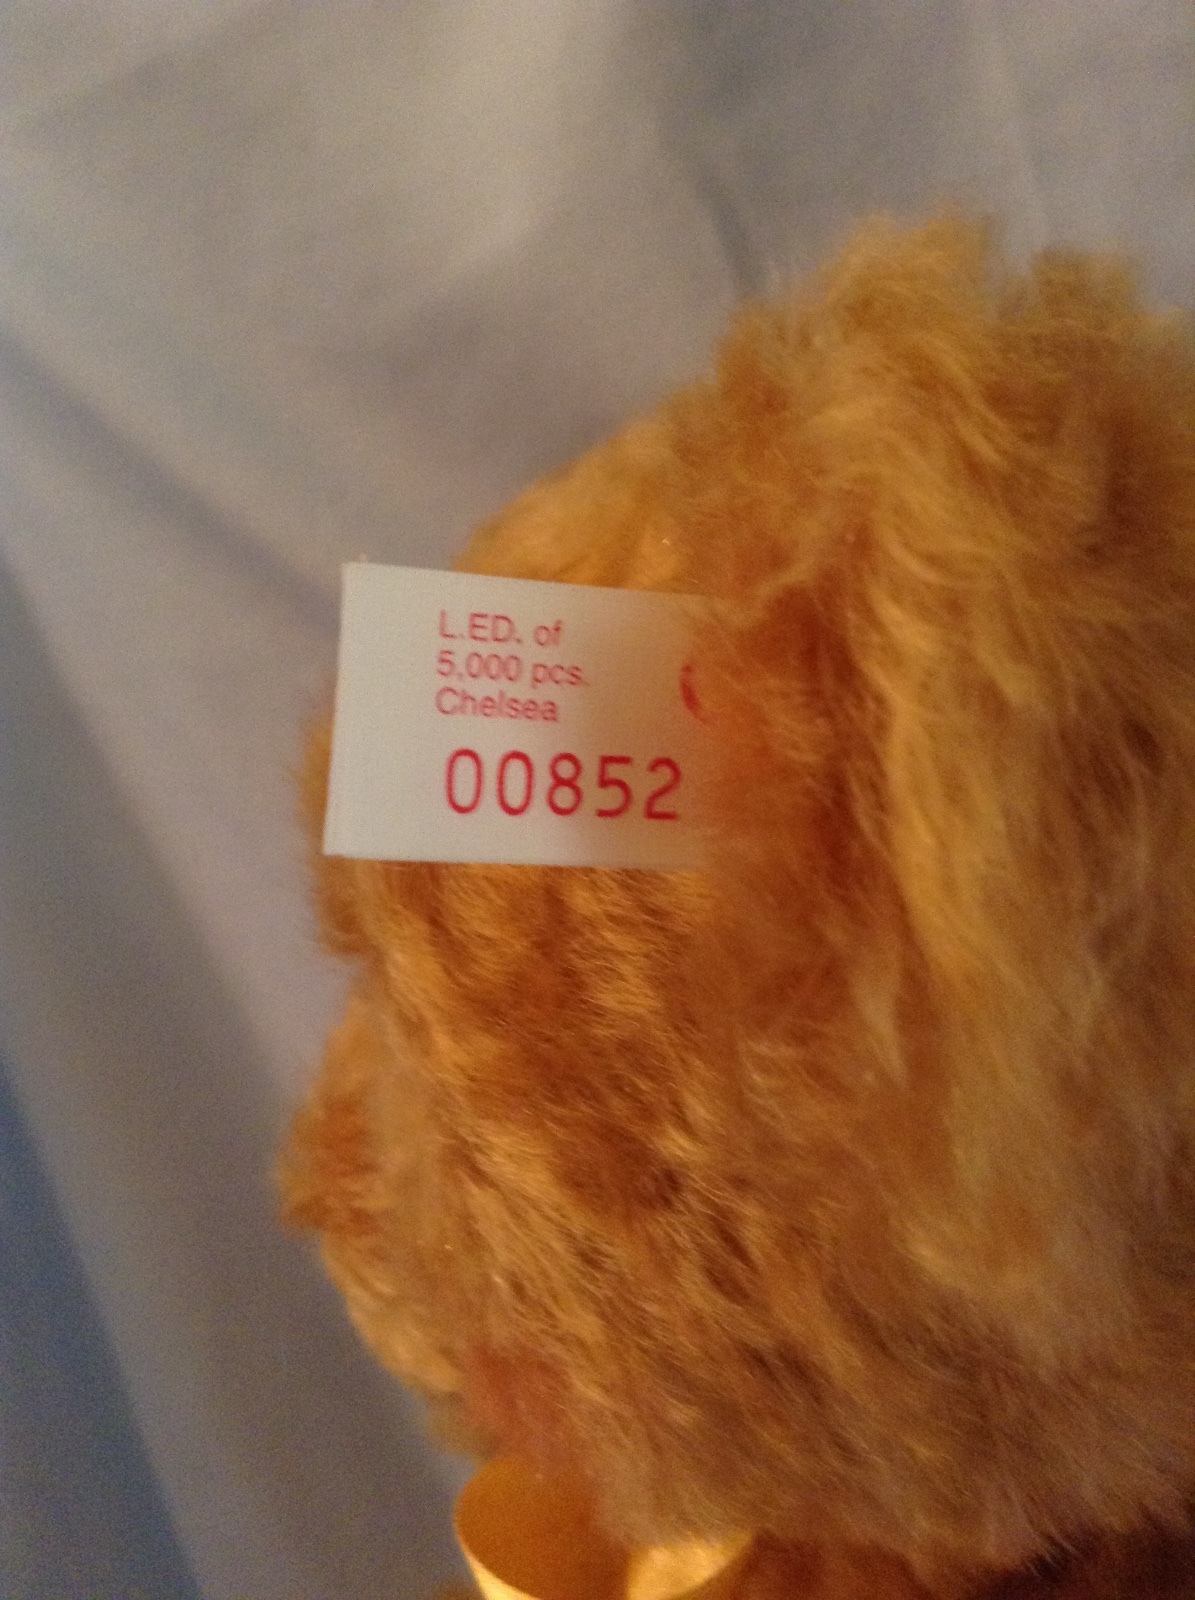 L.ED. of
5,000 pcs.
Chelsea
00852